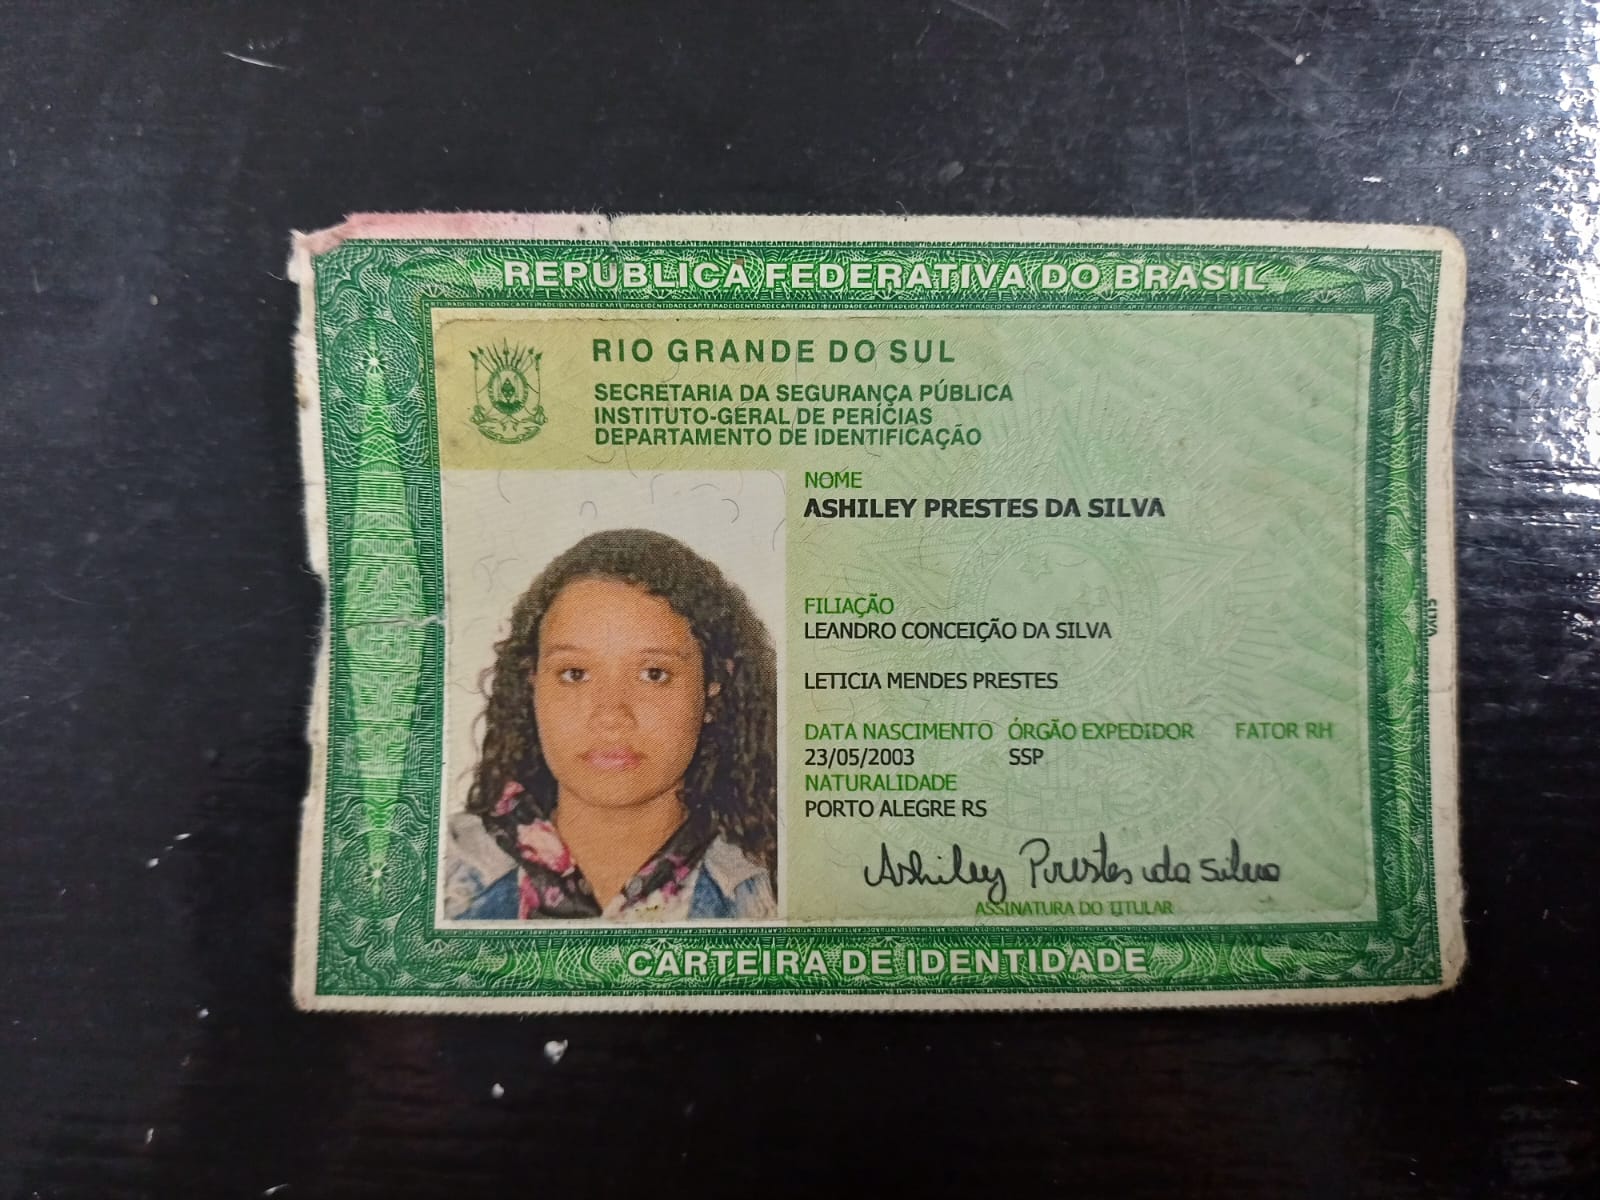 REPÚBLICA FEDERATIVA DO BRASIL
RIO GRANDE DO SUL
SECRETARIA DA SEGURANÇA PÚBLICA
INSTITUTO-GERAL DE PERÍCIAS
DEPARTAMENTO DE IDENTIFICAÇÃO
NOME
ASHILEY PRESTES DA SILVA
FILIAÇÃO
LEANDRO CONCEIÇÃO DA SILVA
LETICIA MENDES PRESTES
DATA NASCIMENTO ÓRGÃO EXPEDIDOR FATOR RH
23/05/2003 SSP
NATURALIDADE
PORTO ALEGRE RS
Ashiley Prestes da Silva
ASSINATURA DO TITULAR
CARTEIRA DE IDENTIDADE